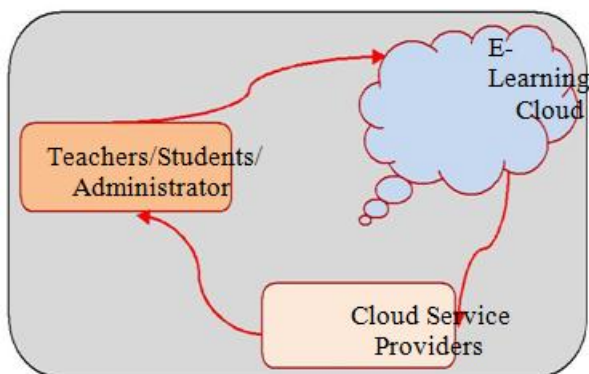 E-
Learning
Cloud
Teachers/Students/
Administrator
Cloud Service
Providers